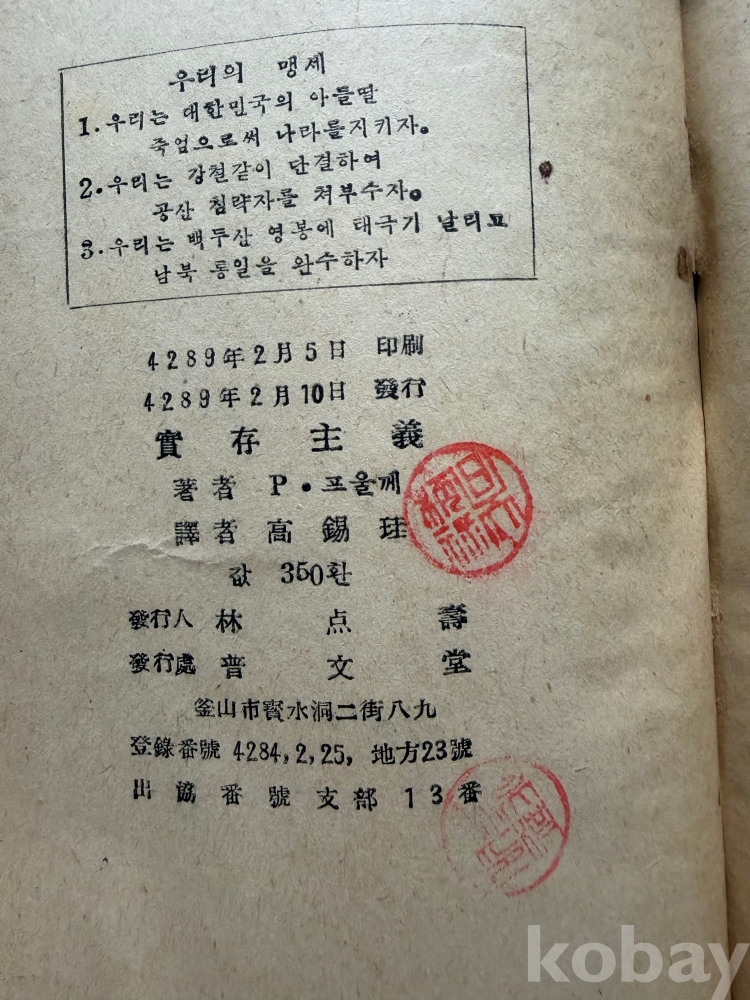 우리의 맹세
1. 우리는 대한민국의 아들딸
죽엄으로써 나라를지키자。
2. 우리는 강철같이 단결하여
공산 침략자를 쳐부수자。
3. 우리는 백두산 영봉에 태극기 날리고
남북 통일을 완수하자
4289年2月5日 印刷
4289年2月10日 發行
實存主義
著者 P・포울께
譯者 高錫珪
값 350환
發行人 林点壽
發行處 普文堂
釜山市寶水洞二街八九
登錄番號 4284,2,25, 地方23號
出協番號支部13番
kobay